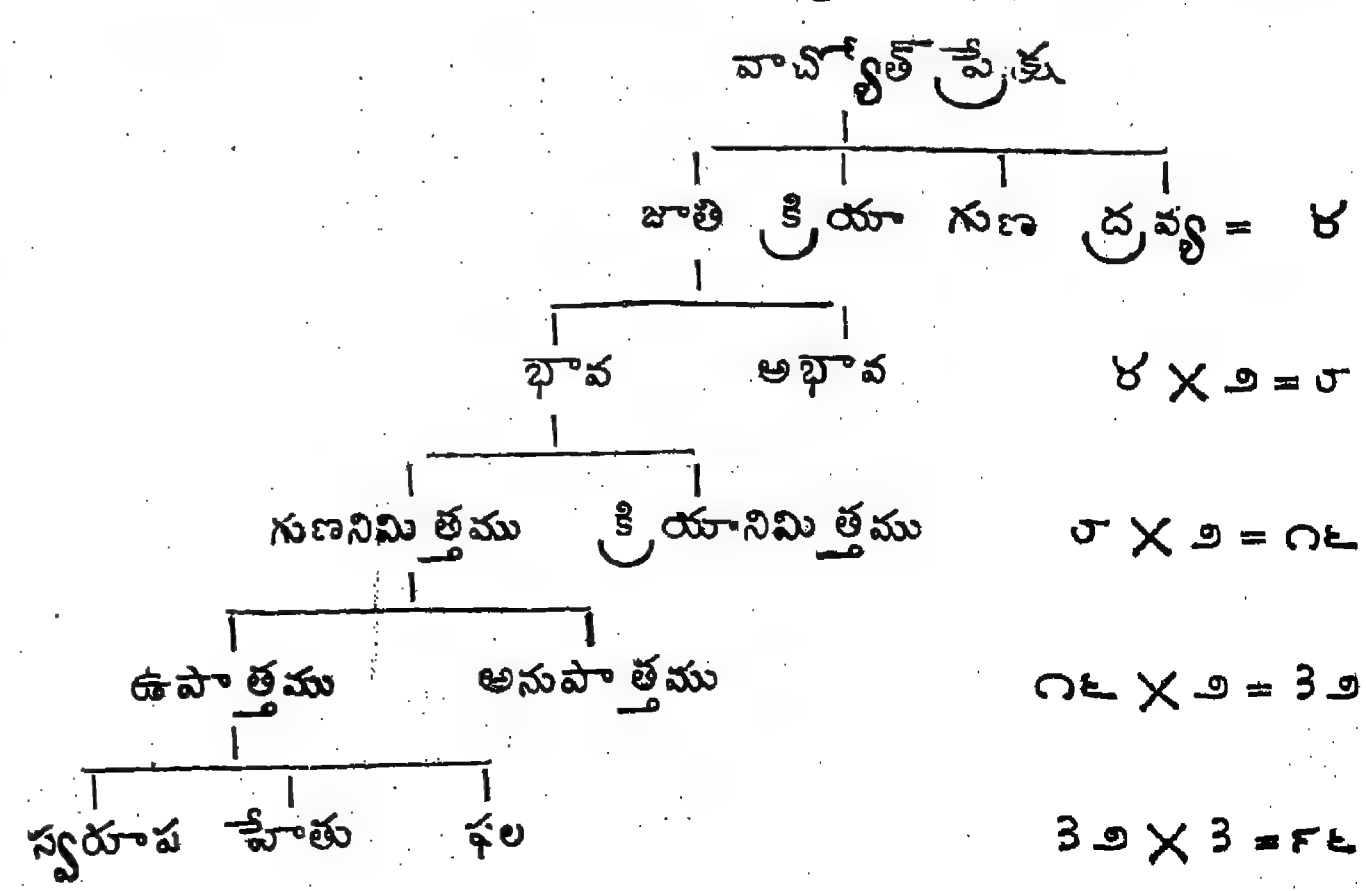 వాచ్యోత్ప్రేక్ష
జాతి క్రియా గుణ ద్రవ్య = ౪
భావ అభావ ౪ × ౨ = ౮
గుణనిమిత్తము క్రియానిమిత్తము ౮ × ౨ = ౧౬
ఉపాత్తము అనుపాత్తము ౧౬ × ౨ = ౩౨
స్వరూప హేతు ఫల ౩౨ × ౩ = ౯౬